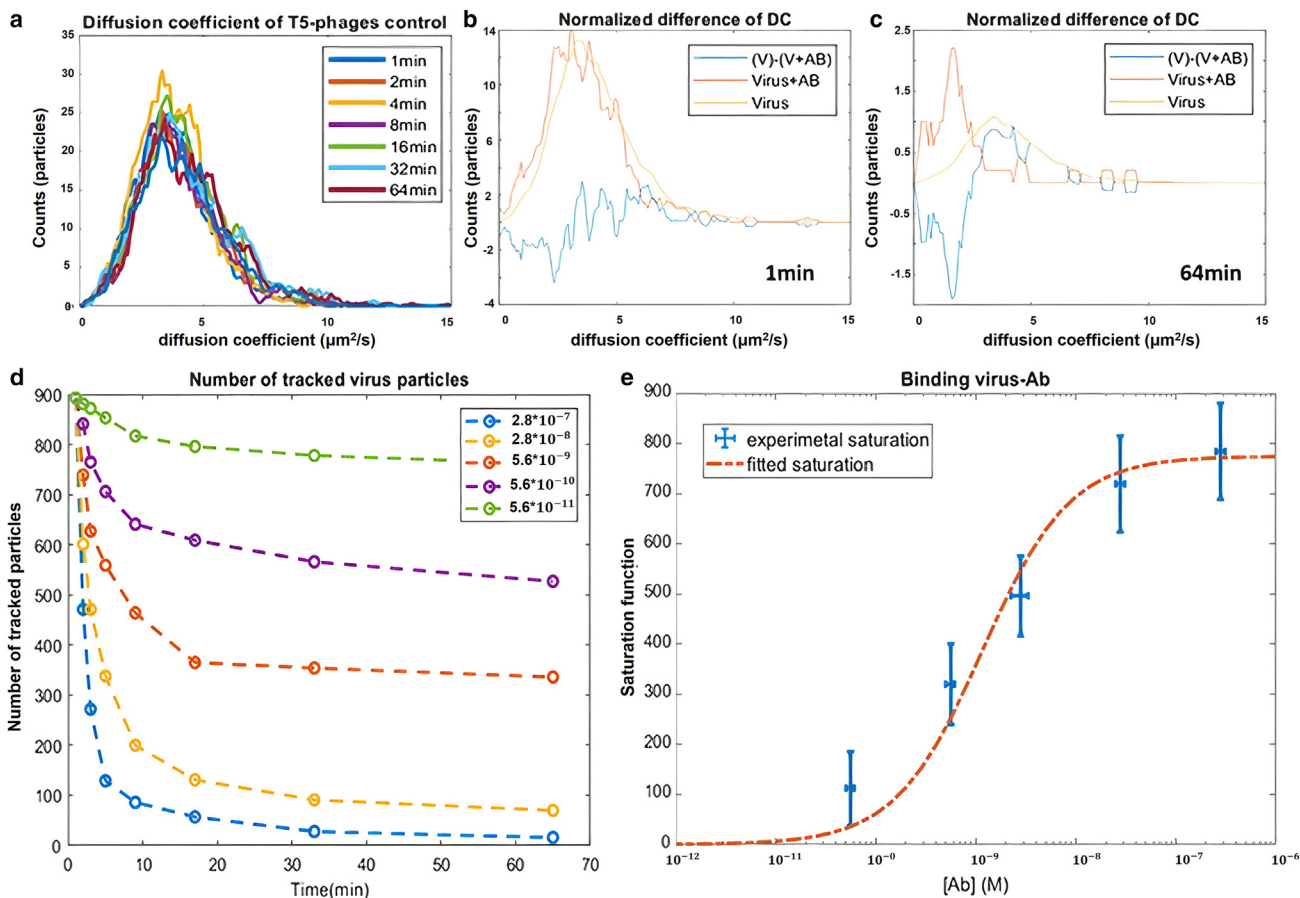 a
Diffusion coefficient of T5-phages control
35
30
25
20
15
10
5
0
Counts (particles)
1min
2min
4min
8min
16min
32min
64min
0
5
10
15
diffusion coefficient (µm²/s)
b
Normalized difference of DC
14
10
6
2
-2
-4
Counts (particles)
(V)-(V+AB)
Virus+AB
Virus
1min
0
5
10
15
diffusion coefficient (µm²/s)
c
Normalized difference of DC
2.5
1.5
0.5
-0.5
-1.5
Counts (particles)
(V)-(V+AB)
Virus+AB
Virus
64min
0
5
10
15
diffusion coefficient (µm²/s)
d
Number of tracked virus particles
900
800
700
600
500
400
300
200
100
0
Number of tracked particles
2.8*10⁻⁷
2.8*10⁻⁸
5.6*10⁻⁹
5.6*10⁻¹⁰
5.6*10⁻¹¹
0
10
20
30
40
50
60
70
Time(min)
e
Binding virus-Ab
900
800
700
600
500
400
300
200
100
0
Saturation function
experimetal saturation
fitted saturation
10⁻¹²
10⁻¹¹
10⁻⁰
10⁻⁹
10⁻⁸
10⁻⁷
10⁻⁶
[Ab] (M)